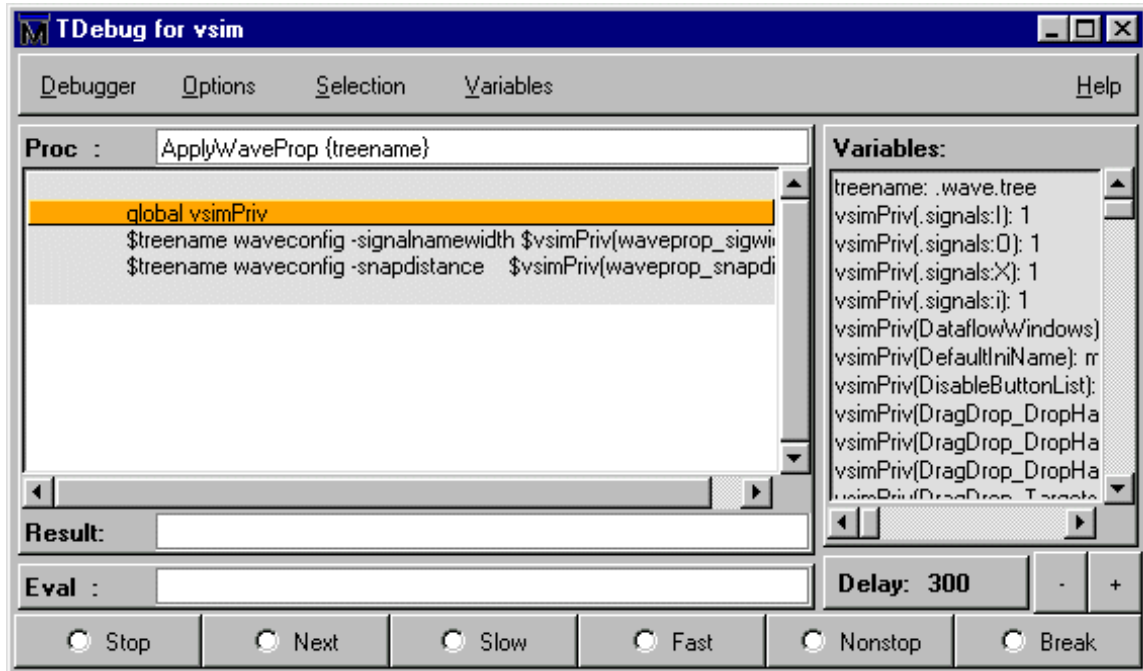 TDebug for vsim
Debugger Options Selection Variables Help
Proc : ApplyWaveProp {treename}
global vsimPriv
$treename waveconfig -signalnamewidth $vsimPriv(waveprop_sigwi
$treename waveconfig -snapdistance $vsimPriv(waveprop_snapdi
Variables:
treename: .wave.tree
vsimPriv(.signals:I): 1
vsimPriv(.signals:O): 1
vsimPriv(.signals:X): 1
vsimPriv(.signals:i): 1
vsimPriv(DataflowWindows)
vsimPriv(DefaultIniName): m
vsimPriv(DisableButtonList):
vsimPriv(DragDrop_DropHa
vsimPriv(DragDrop_DropHa
vsimPriv(DragDrop_DropHa
vsimPriv(DragDrop_Targets
Result:
Eval :
Delay: 300 - +
Stop Next Slow Fast Nonstop Break